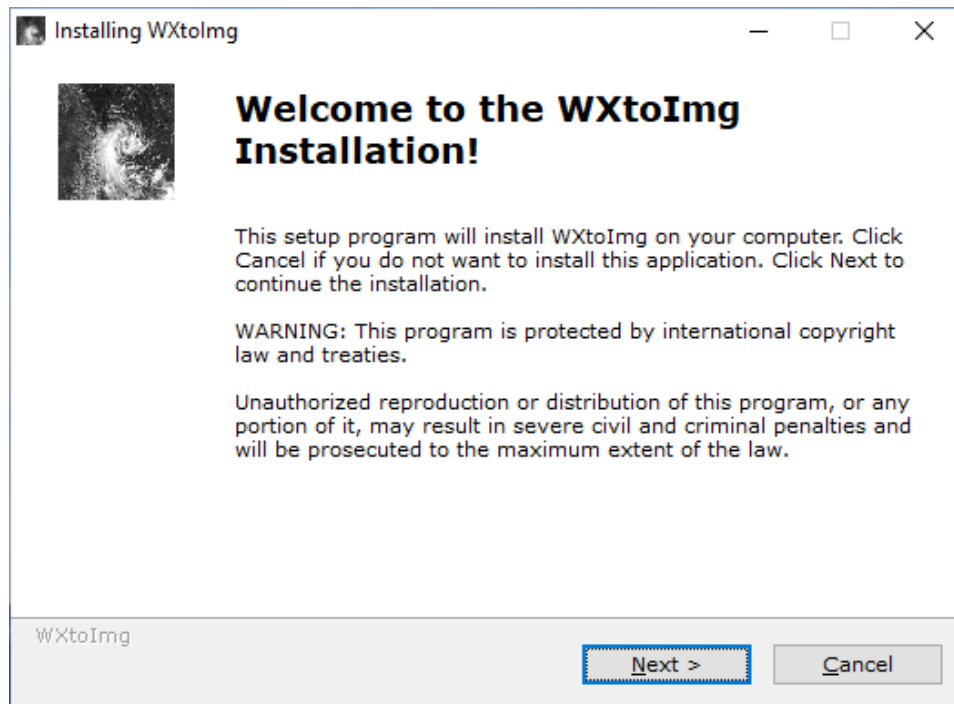 Installing WXtoImg
Welcome to the WXtoImg
Installation!
This setup program will install WXtoImg on your computer. Click
Cancel if you do not want to install this application. Click Next to
continue the installation.
WARNING: This program is protected by international copyright
law and treaties.
Unauthorized reproduction or distribution of this program, or any
portion of it, may result in severe civil and criminal penalties and
will be prosecuted to the maximum extent of the law.
WXtoImg
Next >
Cancel